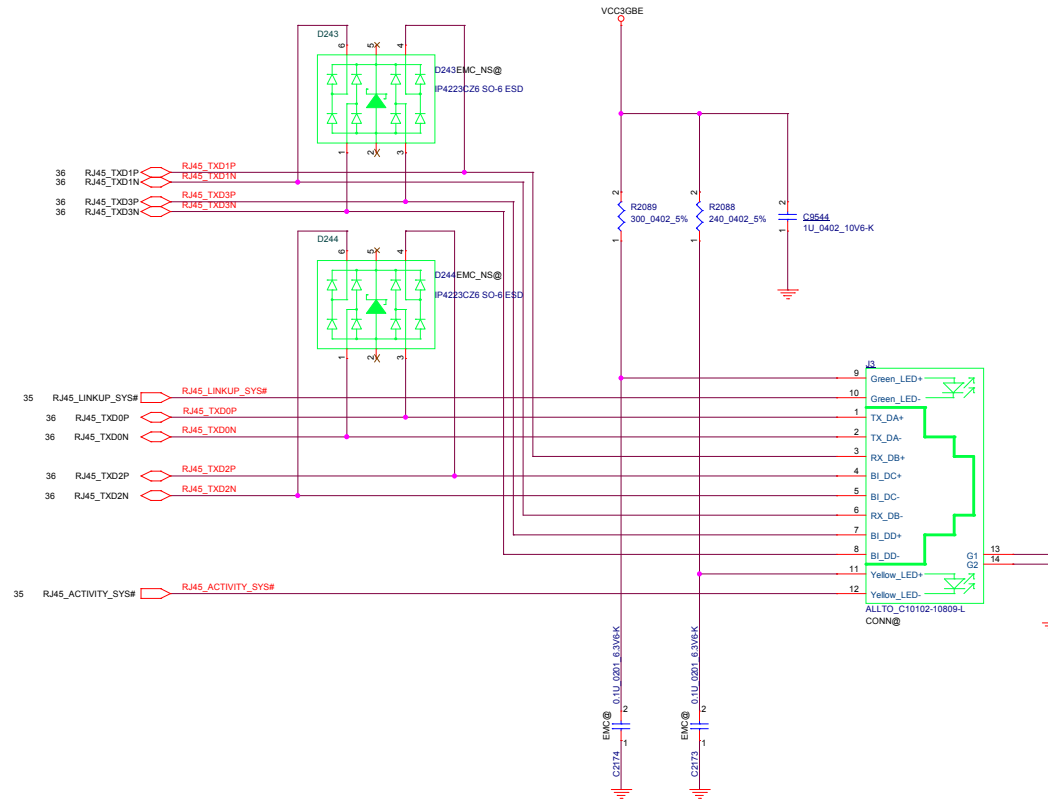 VCC3GBE
D243
6
5
4
D243EMC_NS@
IP4223CZ6 SO-6 ESD
1
2
3
36 RJ45_TXD1P RJ45_TXD1P
36 RJ45_TXD1N RJ45_TXD1N
36 RJ45_TXD3P RJ45_TXD3P
36 RJ45_TXD3N RJ45_TXD3N
2
R2089
300_0402_5%
1
2
R2088
240_0402_5%
1
2
C9544
1U_0402_10V6-K
1
D244
6
5
4
D244EMC_NS@
IP4223CZ6 SO-6 ESD
1
2
3
J3
9 Green_LED+
35 RJ45_LINKUP_SYS# RJ45_LINKUP_SYS# 10 Green_LED-
36 RJ45_TXD0P RJ45_TXD0P 1 TX_DA+
36 RJ45_TXD0N RJ45_TXD0N 2 TX_DA-
3 RX_DB+
36 RJ45_TXD2P RJ45_TXD2P 4 BI_DC+
36 RJ45_TXD2N RJ45_TXD2N 5 BI_DC-
6 RX_DB-
7 BI_DD+
8 BI_DD-
G1 13
G2 14
11 Yellow_LED+
35 RJ45_ACTIVITY_SYS# RJ45_ACTIVITY_SYS# 12 Yellow_LED-
ALLTO_C10102-10809-L
CONN@
0.1U_0201_6.3V6-K
2
EMC@
1
C2174
0.1U_0201_6.3V6-K
2
EMC@
1
C2173